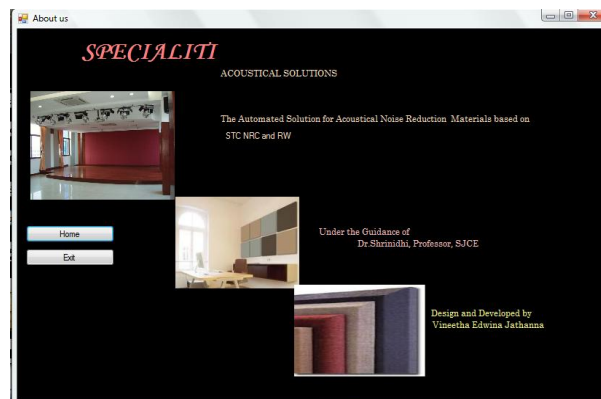 About us
SPECIALITI
ACOUSTICAL SOLUTIONS
The Automated Solution for Acoustical Noise Reduction Materials based on
STC NRC and RW
Home
Exit
Under the Guidance of
Dr.Shrinidhi, Professor, SJCE
Design and Developed by
Vineetha Edwina Jathanna